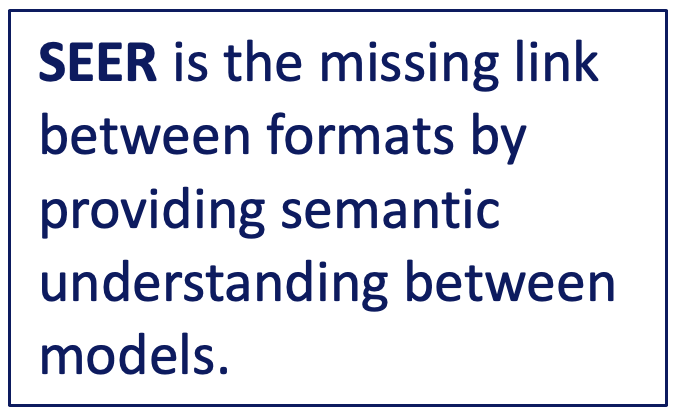 SEER is the missing link
between formats by
providing semantic
understanding between
models.